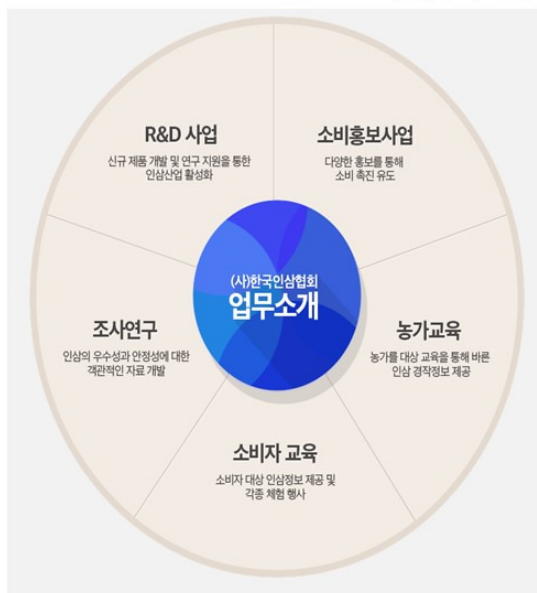 R&D 사업
신규 제품 개발 및 연구 지원을 통한
인삼산업 활성화
소비홍보사업
다양한 홍보를 통해
소비 촉진 유도
(사)한국인삼협회
업무소개
조사연구
인삼의 우수성과 안정성에 대한
객관적인 자료 개발
농가교육
농가를 대상 교육을 통해 바른
인삼 경작정보 제공
소비자 교육
소비자 대상 인삼정보 제공 및
각종 체험 행사